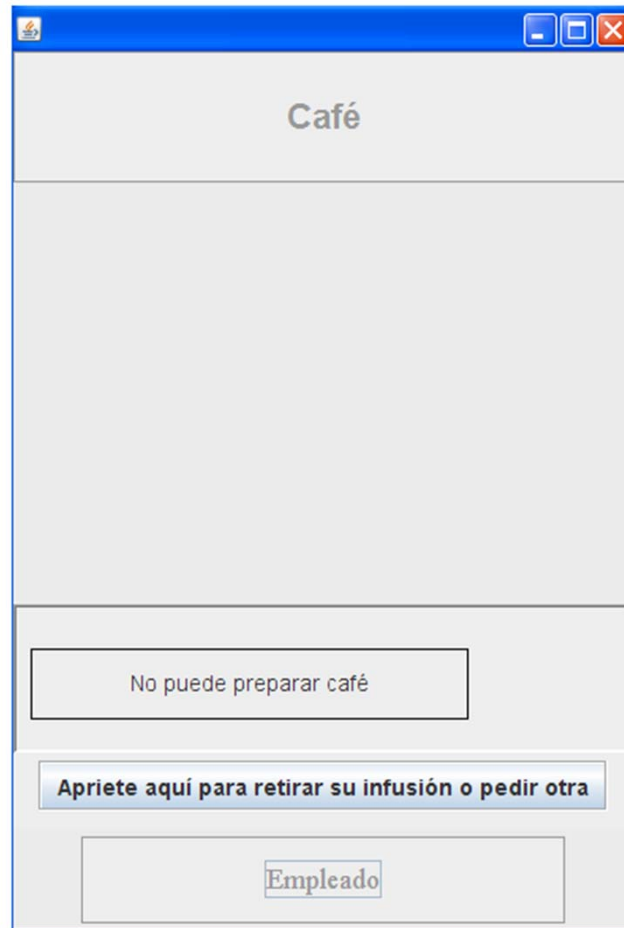 Café
No puede preparar café
Apriete aquí para retirar su infusión o pedir otra
Empleado